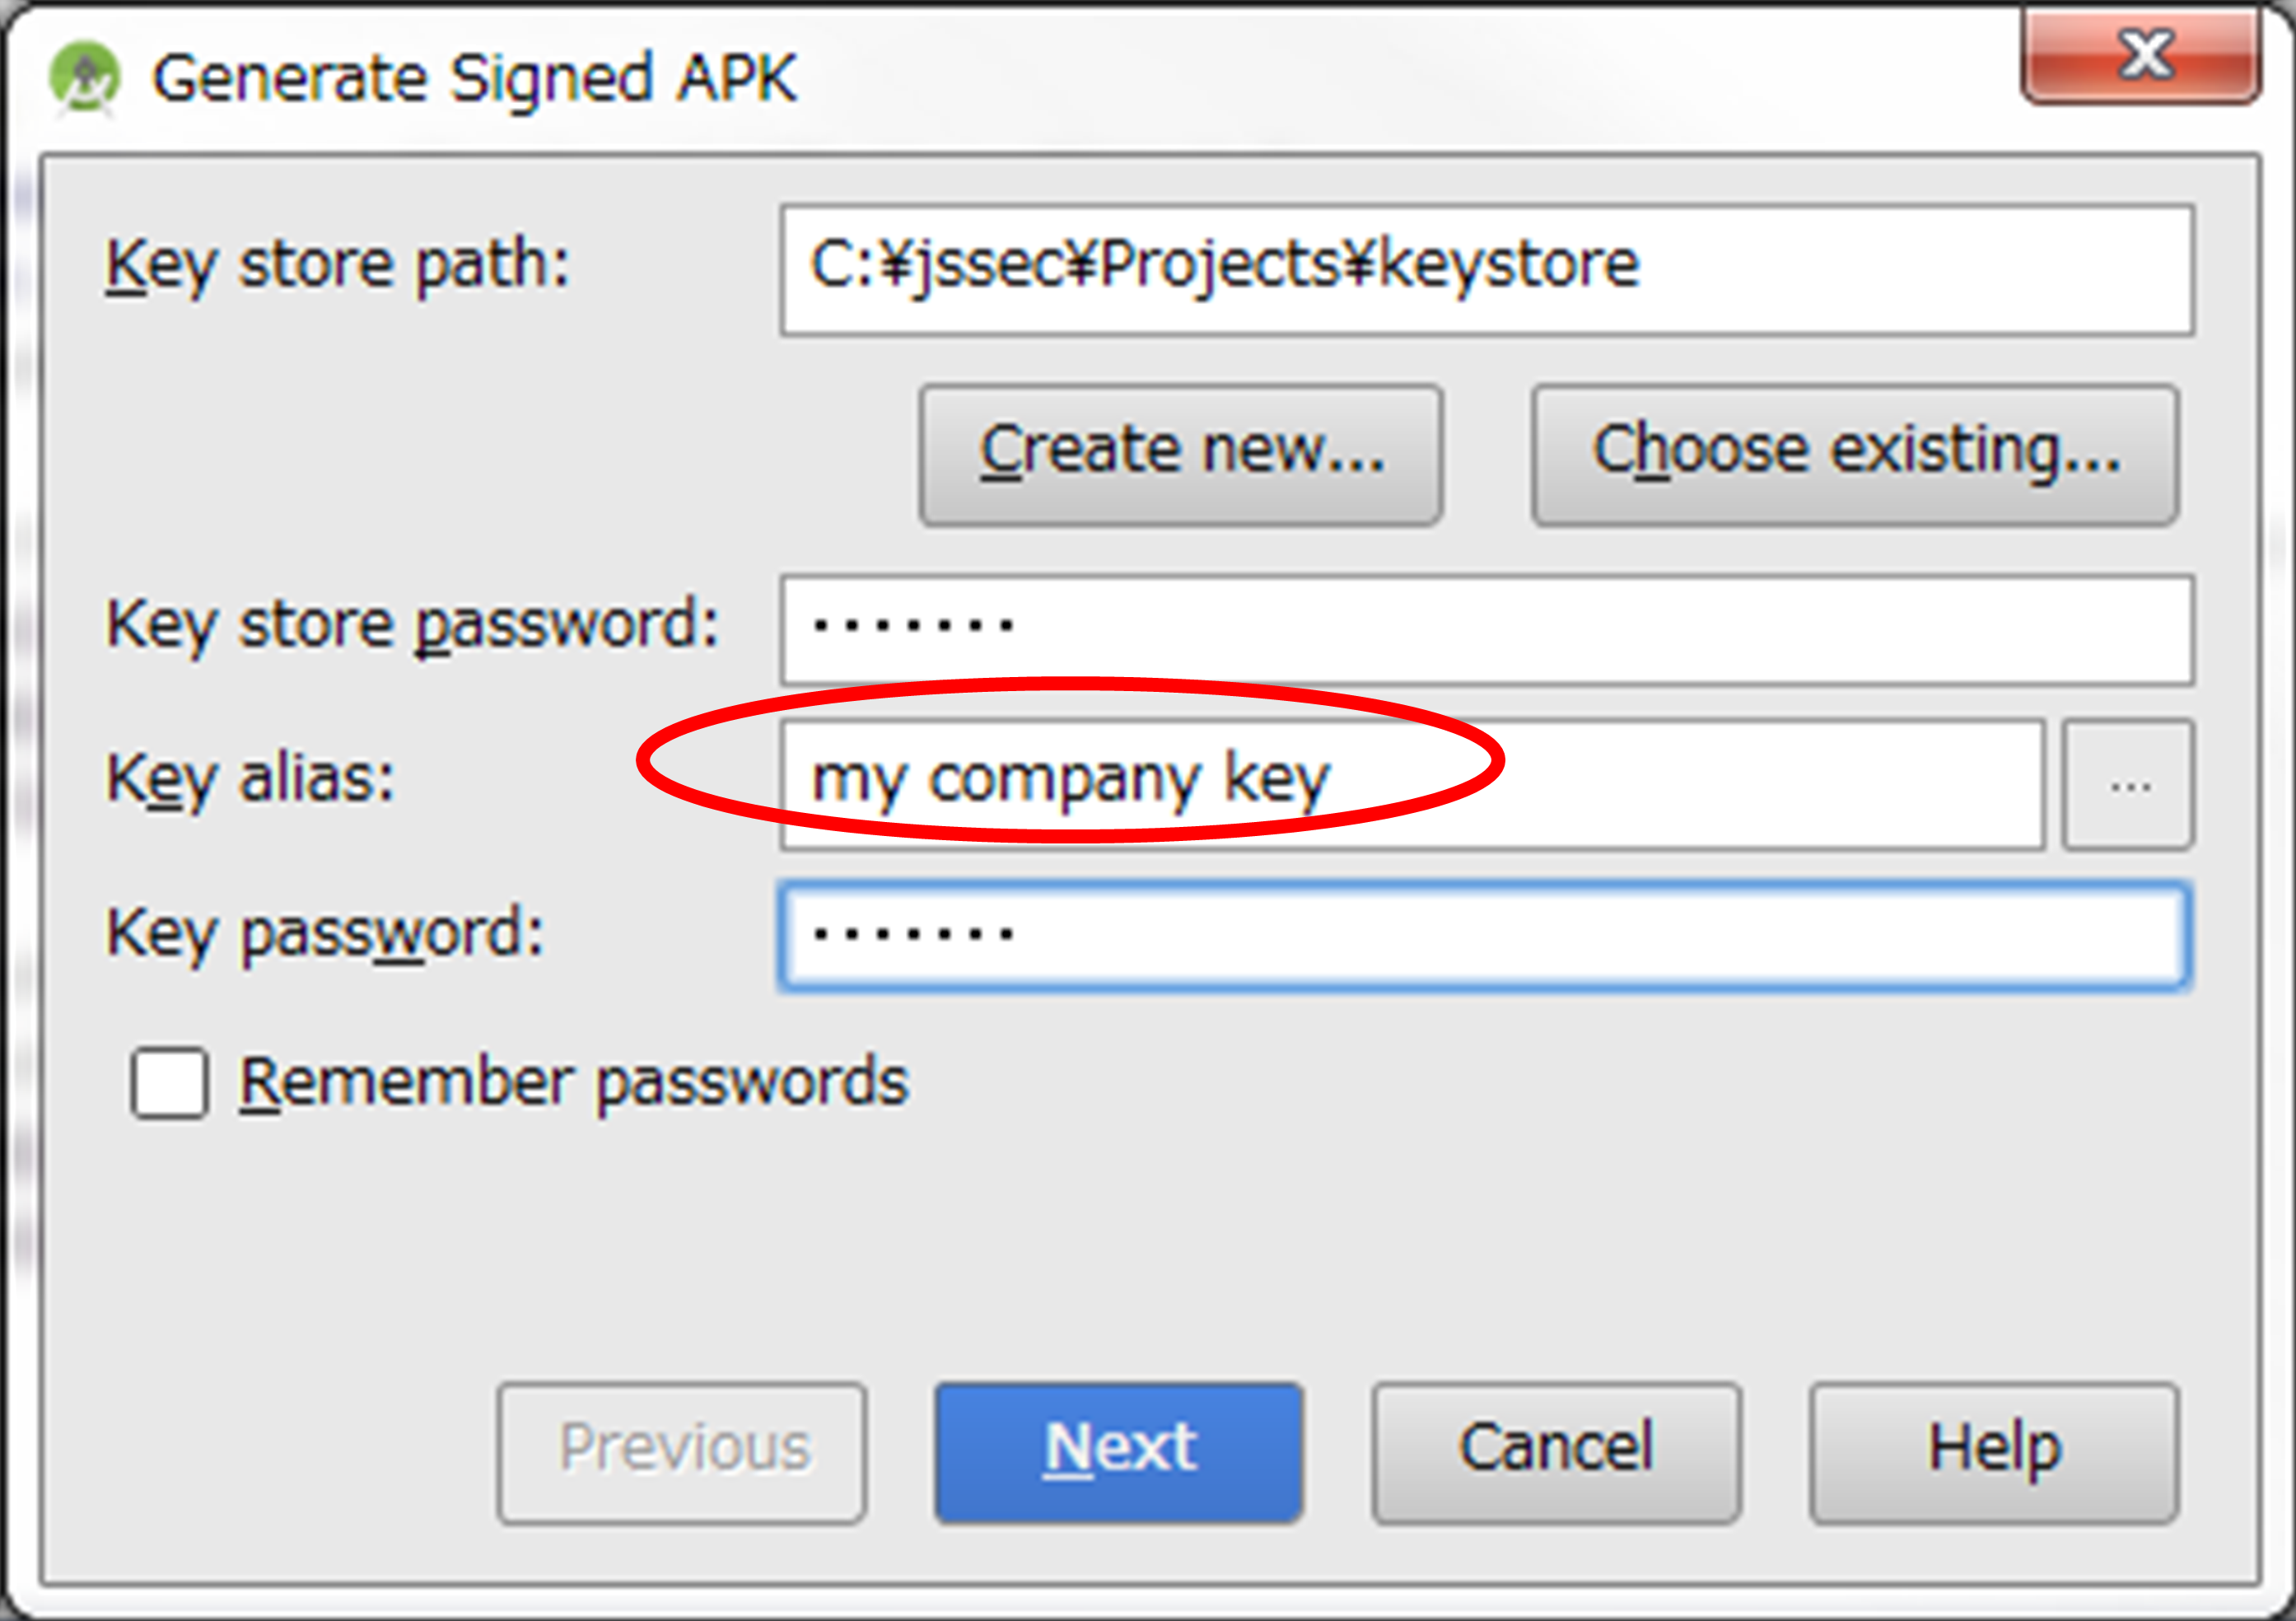 Generate Signed APK
Key store path: C:¥jssec¥Projects¥keystore
Create new... Choose existing...
Key store password: ·······
Key alias: my company key ...
Key password: ·······
Remember passwords
Previous Next Cancel Help